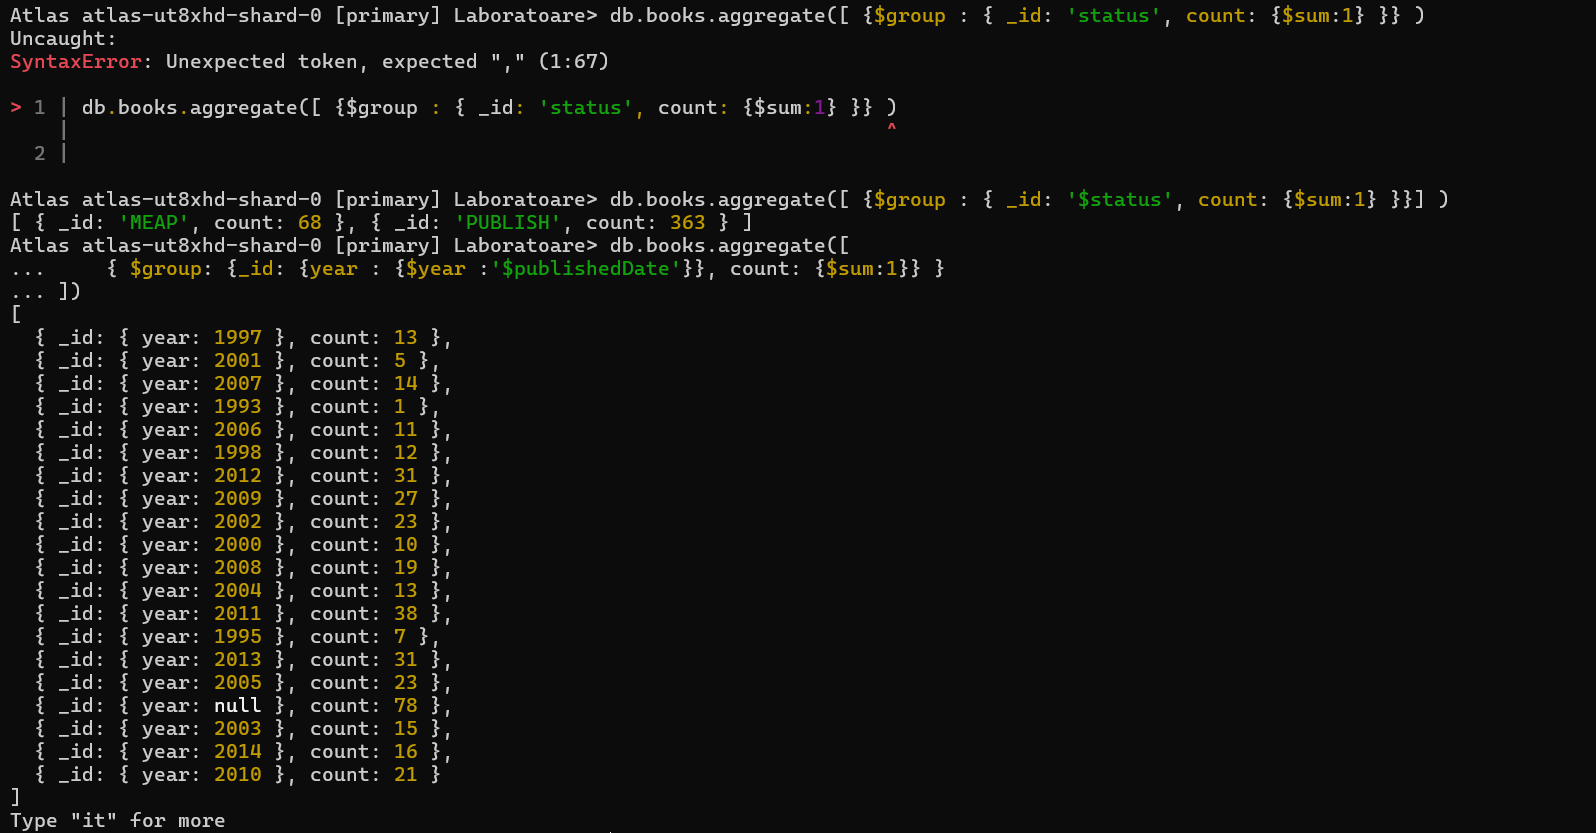 Atlas atlas-ut8xhd-shard-0 [primary] Laboratoare> db.books.aggregate([ {$group : { _id: 'status', count: {$sum:1} }} )
Uncaught:
SyntaxError: Unexpected token, expected "," (1:67)
> 1 | db.books.aggregate([ {$group : { _id: 'status', count: {$sum:1} }} )
    |                                                                    ^
  2 |
Atlas atlas-ut8xhd-shard-0 [primary] Laboratoare> db.books.aggregate([ {$group : { _id: '$status', count: {$sum:1} }}] )
[ { _id: 'MEAP', count: 68 }, { _id: 'PUBLISH', count: 363 } ]
Atlas atlas-ut8xhd-shard-0 [primary] Laboratoare> db.books.aggregate([
...     { $group: {_id: {year : {$year :'$publishedDate'}}, count: {$sum:1}} }
... ])
[
  { _id: { year: 1997 }, count: 13 },
  { _id: { year: 2001 }, count: 5 },
  { _id: { year: 2007 }, count: 14 },
  { _id: { year: 1993 }, count: 1 },
  { _id: { year: 2006 }, count: 11 },
  { _id: { year: 1998 }, count: 12 },
  { _id: { year: 2012 }, count: 31 },
  { _id: { year: 2009 }, count: 27 },
  { _id: { year: 2002 }, count: 23 },
  { _id: { year: 2000 }, count: 10 },
  { _id: { year: 2008 }, count: 19 },
  { _id: { year: 2004 }, count: 13 },
  { _id: { year: 2011 }, count: 38 },
  { _id: { year: 1995 }, count: 7 },
  { _id: { year: 2013 }, count: 31 },
  { _id: { year: 2005 }, count: 23 },
  { _id: { year: null }, count: 78 },
  { _id: { year: 2003 }, count: 15 },
  { _id: { year: 2014 }, count: 16 },
  { _id: { year: 2010 }, count: 21 }
]
Type "it" for more